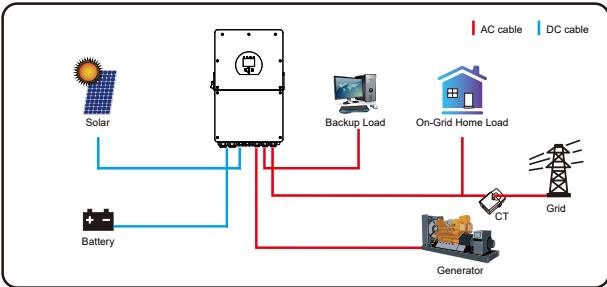 AC cable
DC cable
Solar
Backup Load
On-Grid Home Load
CT
Grid
Battery
Generator